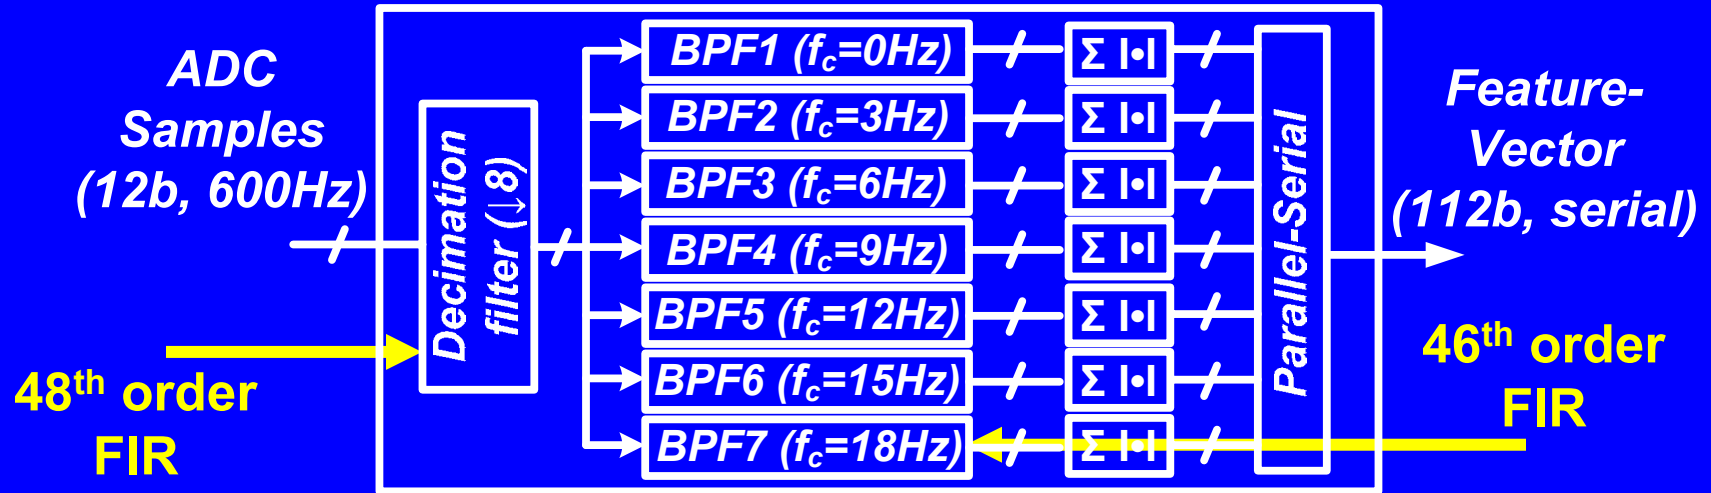 ADC
Samples
(12b, 600Hz)
48th order
FIR
Decimation
filter (↓8)
BPF1 (fc=0Hz)
BPF2 (fc=3Hz)
BPF3 (fc=6Hz)
BPF4 (fc=9Hz)
BPF5 (fc=12Hz)
BPF6 (fc=15Hz)
BPF7 (fc=18Hz)
Σ |•|
Σ |•|
Σ |•|
Σ |•|
Σ |•|
Σ |•|
Σ |•|
Parallel-Serial
Feature-
Vector
(112b, serial)
46th order
FIR